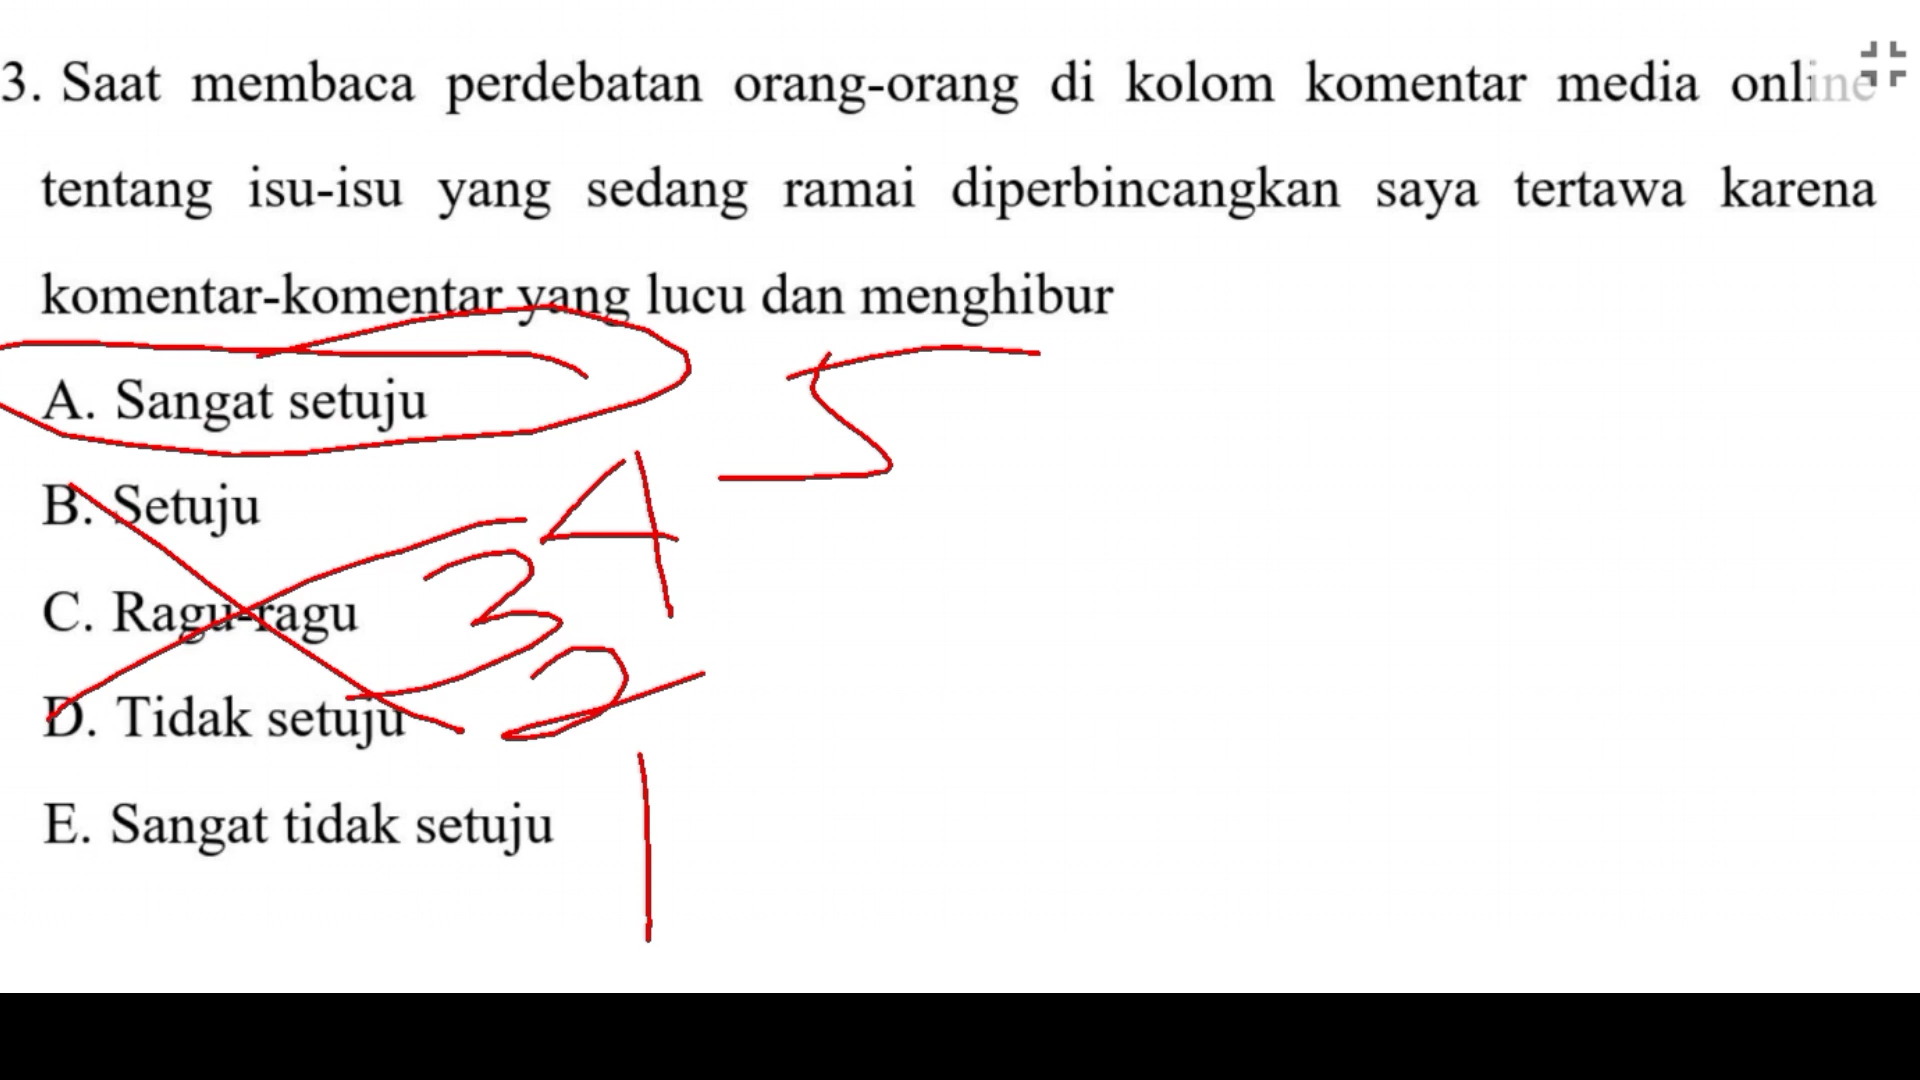 3. Saat membaca perdebatan orang-orang di kolom komentar media online
tentang isu-isu yang sedang ramai diperbincangkan saya tertawa karena
komentar-komentar yang lucu dan menghibur
A. Sangat setuju
5
B. Setuju
4
C. Ragu-ragu
3
D. Tidak setuju
2
E. Sangat tidak setuju
1